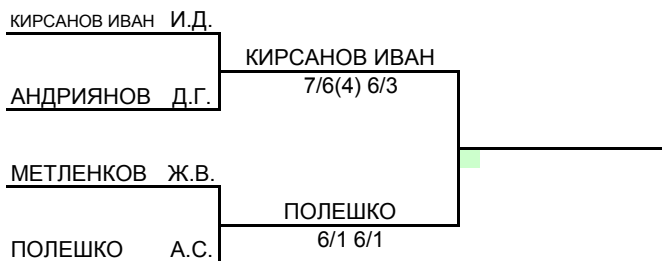 КИРСАНОВ ИВАН И.Д.
КИРСАНОВ ИВАН
7/6(4) 6/3
АНДРИЯНОВ Д.Г.
МЕТЛЕНКОВ Ж.В.
ПОЛЕШКО
6/1 6/1
ПОЛЕШКО А.С.